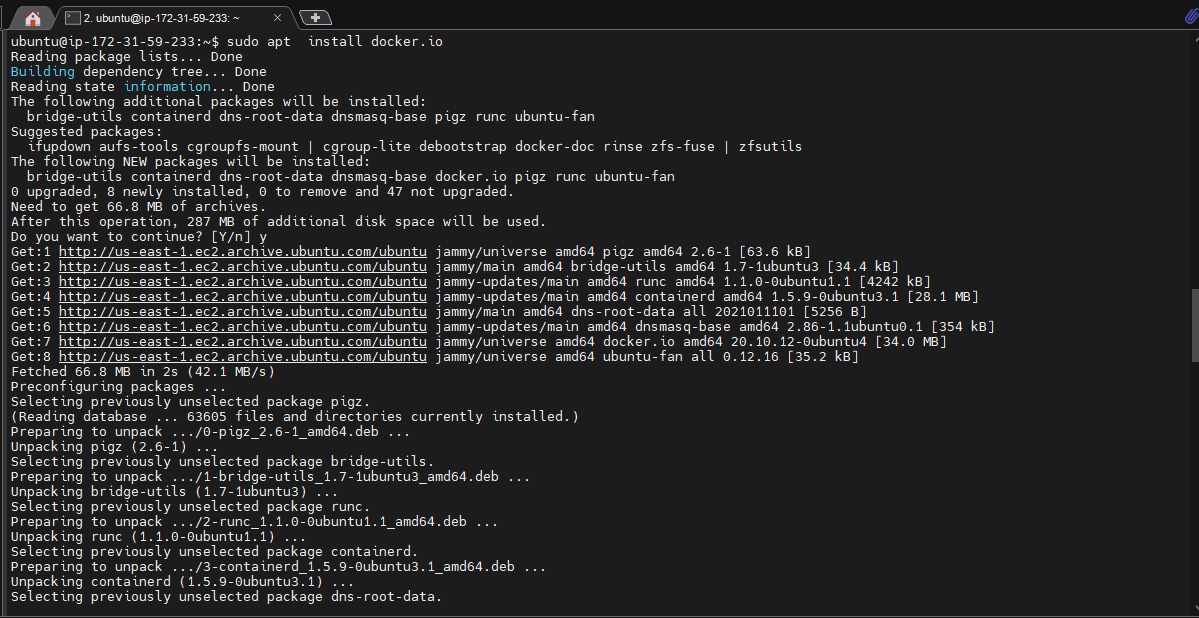 2. ubuntu@ip-172-31-59-233: ~
ubuntu@ip-172-31-59-233:~$ sudo apt  install docker.io
Reading package lists... Done
Building dependency tree... Done
Reading state information... Done
The following additional packages will be installed:
  bridge-utils containerd dns-root-data dnsmasq-base pigz runc ubuntu-fan
Suggested packages:
  ifupdown aufs-tools cgroupfs-mount | cgroup-lite debootstrap docker-doc rinse zfs-fuse | zfsutils
The following NEW packages will be installed:
  bridge-utils containerd dns-root-data dnsmasq-base docker.io pigz runc ubuntu-fan
0 upgraded, 8 newly installed, 0 to remove and 47 not upgraded.
Need to get 66.8 MB of archives.
After this operation, 287 MB of additional disk space will be used.
Do you want to continue? [Y/n] y
Get:1 http://us-east-1.ec2.archive.ubuntu.com/ubuntu jammy/universe amd64 pigz amd64 2.6-1 [63.6 kB]
Get:2 http://us-east-1.ec2.archive.ubuntu.com/ubuntu jammy/main amd64 bridge-utils amd64 1.7-1ubuntu3 [34.4 kB]
Get:3 http://us-east-1.ec2.archive.ubuntu.com/ubuntu jammy-updates/main amd64 runc amd64 1.1.0-0ubuntu1.1 [4242 kB]
Get:4 http://us-east-1.ec2.archive.ubuntu.com/ubuntu jammy-updates/main amd64 containerd amd64 1.5.9-0ubuntu3.1 [28.1 MB]
Get:5 http://us-east-1.ec2.archive.ubuntu.com/ubuntu jammy/main amd64 dns-root-data all 2021011101 [5256 B]
Get:6 http://us-east-1.ec2.archive.ubuntu.com/ubuntu jammy-updates/main amd64 dnsmasq-base amd64 2.86-1.1ubuntu0.1 [354 kB]
Get:7 http://us-east-1.ec2.archive.ubuntu.com/ubuntu jammy/universe amd64 docker.io amd64 20.10.12-0ubuntu4 [34.0 MB]
Get:8 http://us-east-1.ec2.archive.ubuntu.com/ubuntu jammy/universe amd64 ubuntu-fan all 0.12.16 [35.2 kB]
Fetched 66.8 MB in 2s (42.1 MB/s)
Preconfiguring packages ...
Selecting previously unselected package pigz.
(Reading database ... 63605 files and directories currently installed.)
Preparing to unpack .../0-pigz_2.6-1_amd64.deb ...
Unpacking pigz (2.6-1) ...
Selecting previously unselected package bridge-utils.
Preparing to unpack .../1-bridge-utils_1.7-1ubuntu3_amd64.deb ...
Unpacking bridge-utils (1.7-1ubuntu3) ...
Selecting previously unselected package runc.
Preparing to unpack .../2-runc_1.1.0-0ubuntu1.1_amd64.deb ...
Unpacking runc (1.1.0-0ubuntu1.1) ...
Selecting previously unselected package containerd.
Preparing to unpack .../3-containerd_1.5.9-0ubuntu3.1_amd64.deb ...
Unpacking containerd (1.5.9-0ubuntu3.1) ...
Selecting previously unselected package dns-root-data.